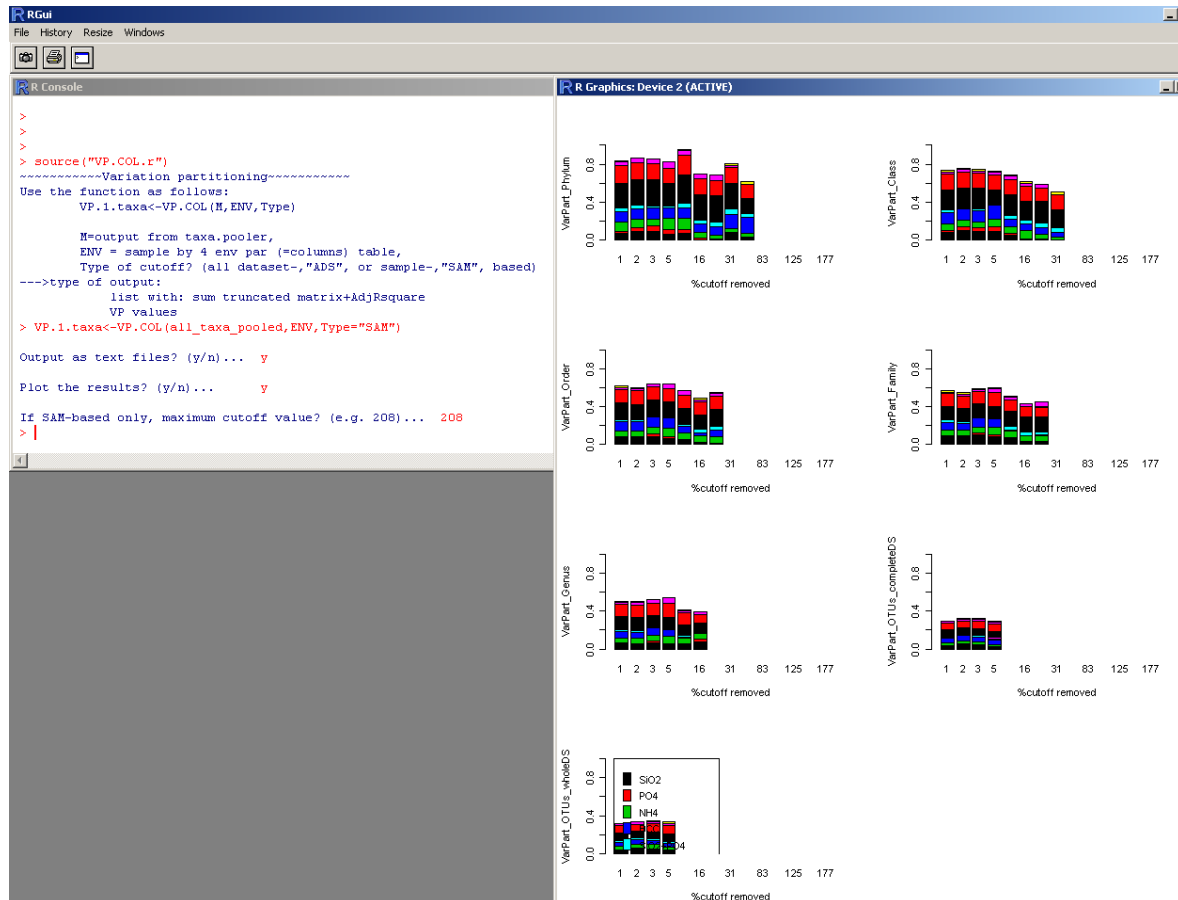 RGui
File History Resize Windows
R Console
>
>
>
> source("VP.COL.r")
~~~~~~~~~~~Variation partitioning~~~~~~~~~~~
Use the function as follows:
VP.1.taxa<-VP.COL(M,ENV,Type)
M=output from taxa.pooler,
ENV = sample by 4 env par (=columns) table,
Type of cutoff? (all dataset-,"ADS", or sample-,"SAM", based)
--->type of output:
list with: sum truncated matrix+AdjRsquare
VP values
> VP.1.taxa<-VP.COL(all_taxa_pooled,ENV,Type="SAM")
Output as text files? (y/n)... y
Plot the results? (y/n)... y
If SAM-based only, maximum cutoff value? (e.g. 208)... 208
>
R Graphics: Device 2 (ACTIVE)
VarPart_Phylum
0.0 0.4 0.8
1 2 3 5 16 31 83 125 177
%cutoff removed
VarPart_Class
0.0 0.4 0.8
1 2 3 5 16 31 83 125 177
%cutoff removed
VarPart_Order
0.0 0.4 0.8
1 2 3 5 16 31 83 125 177
%cutoff removed
VarPart_Family
0.0 0.4 0.8
1 2 3 5 16 31 83 125 177
%cutoff removed
VarPart_Genus
0.0 0.4 0.8
1 2 3 5 16 31 83 125 177
%cutoff removed
VarPart_OTUs_completeDS
0.0 0.4 0.8
1 2 3 5 16 31 83 125 177
%cutoff removed
VarPart_OTUs_wholeDS
0.0 0.4 0.8
SiO2
PO4
NH4
1 2 3 5 16 31 83 125 177
%cutoff removed